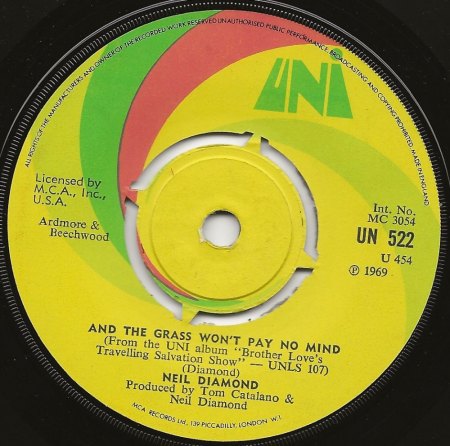 ALL RIGHTS OF THE MANUFACTURERS AND OWNER OF THE RECORDED WORK RESERVED UNAUTHORISED PUBLIC PERFORMANCE, BROADCASTING AND COPYING PROHIBITED MADE IN ENGLAND
UNI
Licensed by
M.C.A., Inc.,
U.S.A.
Ardmore &
Beechwood
Int. No.
MC 3054
UN 522
U 454
℗ 1969
AND THE GRASS WON'T PAY NO MIND
(From the UNI album "Brother Love's
Travelling Salvation Show" — UNLS 107)
(Diamond)
NEIL DIAMOND
Produced by Tom Catalano &
Neil Diamond
MCA RECORDS Ltd., 139 PICCADILLY, LONDON W.1.